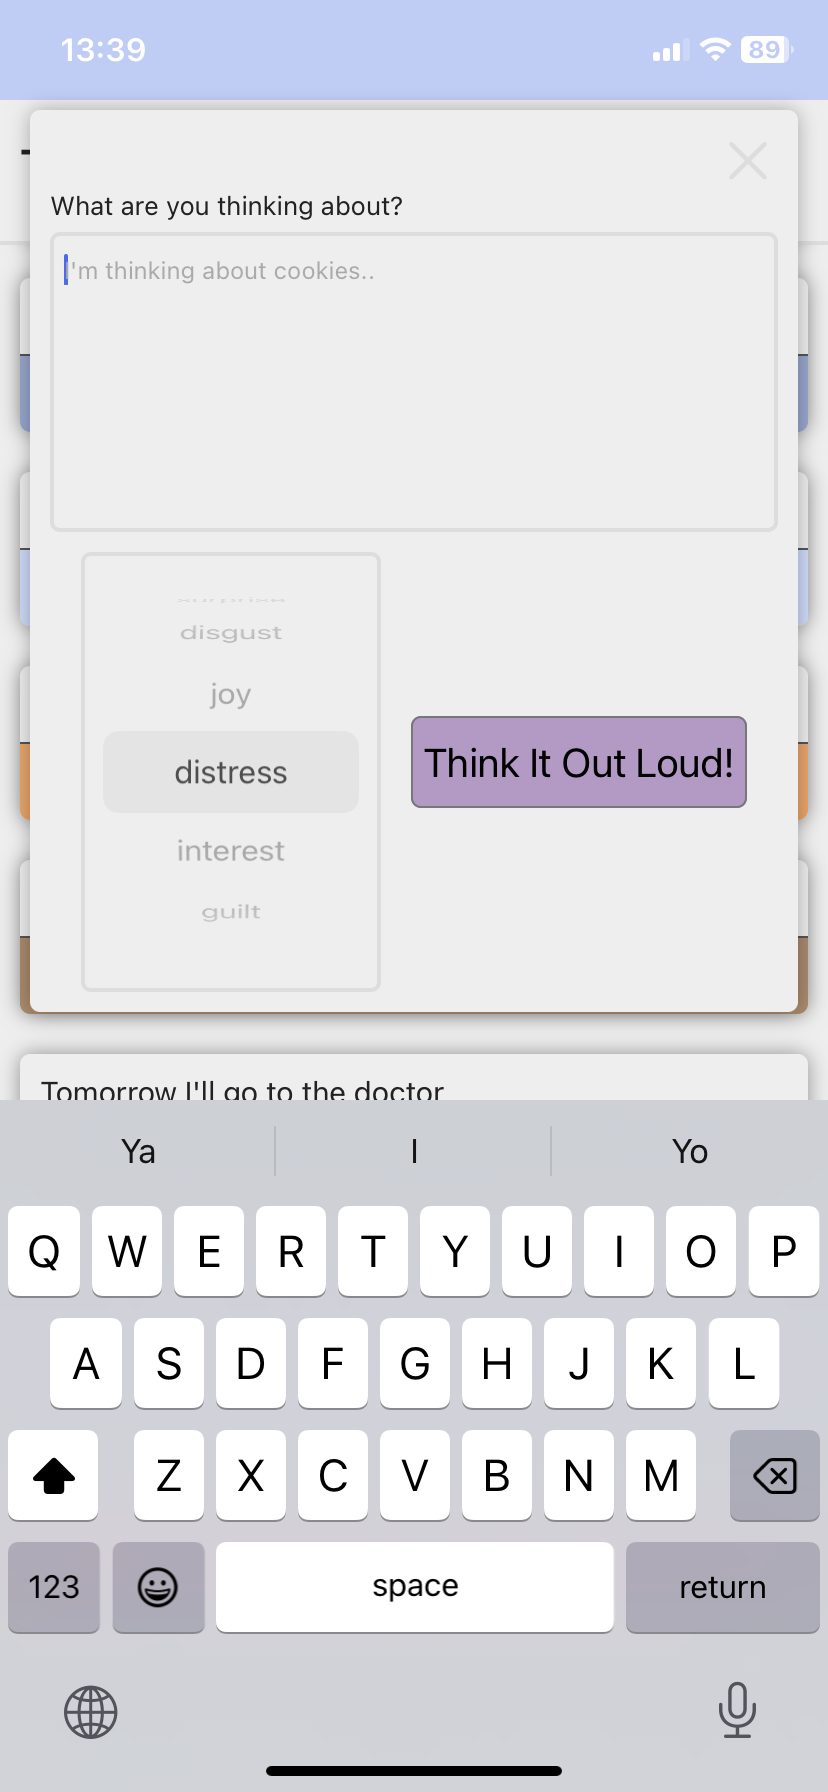 13:39
89
What are you thinking about?
I'm thinking about cookies..
surprise
disgust
joy
distress
interest
guilt
Think It Out Loud!
Tomorrow I'll go to the doctor
Ya I Yo
Q W E R T Y U I O P
A S D F G H J K L
Z X C V B N M
123 space return